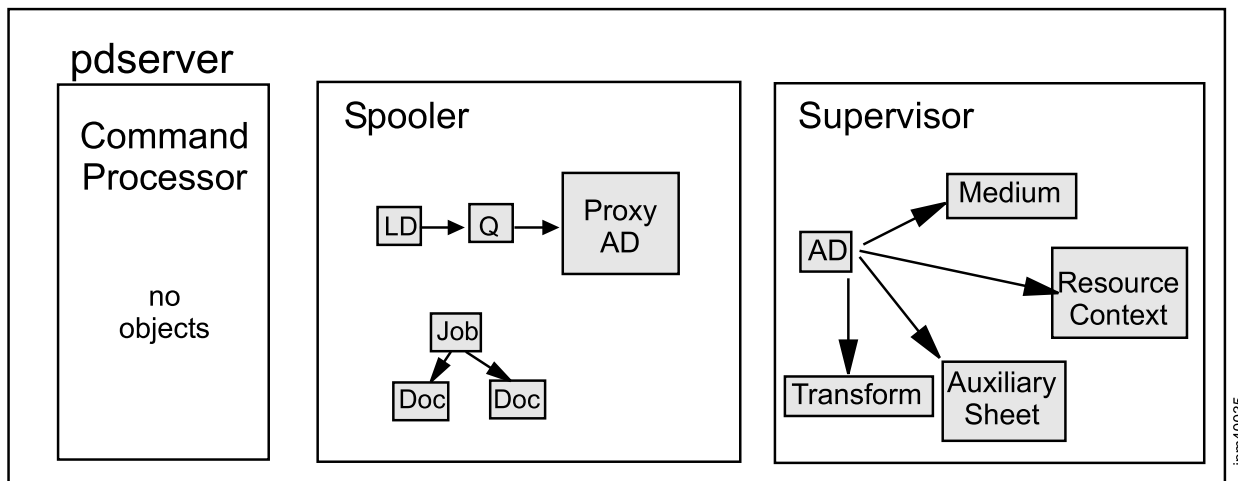 pdserver
Command
Processor
no
objects
Spooler
LD
Q
Proxy
AD
Job
Doc
Doc
Supervisor
Medium
AD
Resource
Context
Transform
Auxiliary
Sheet